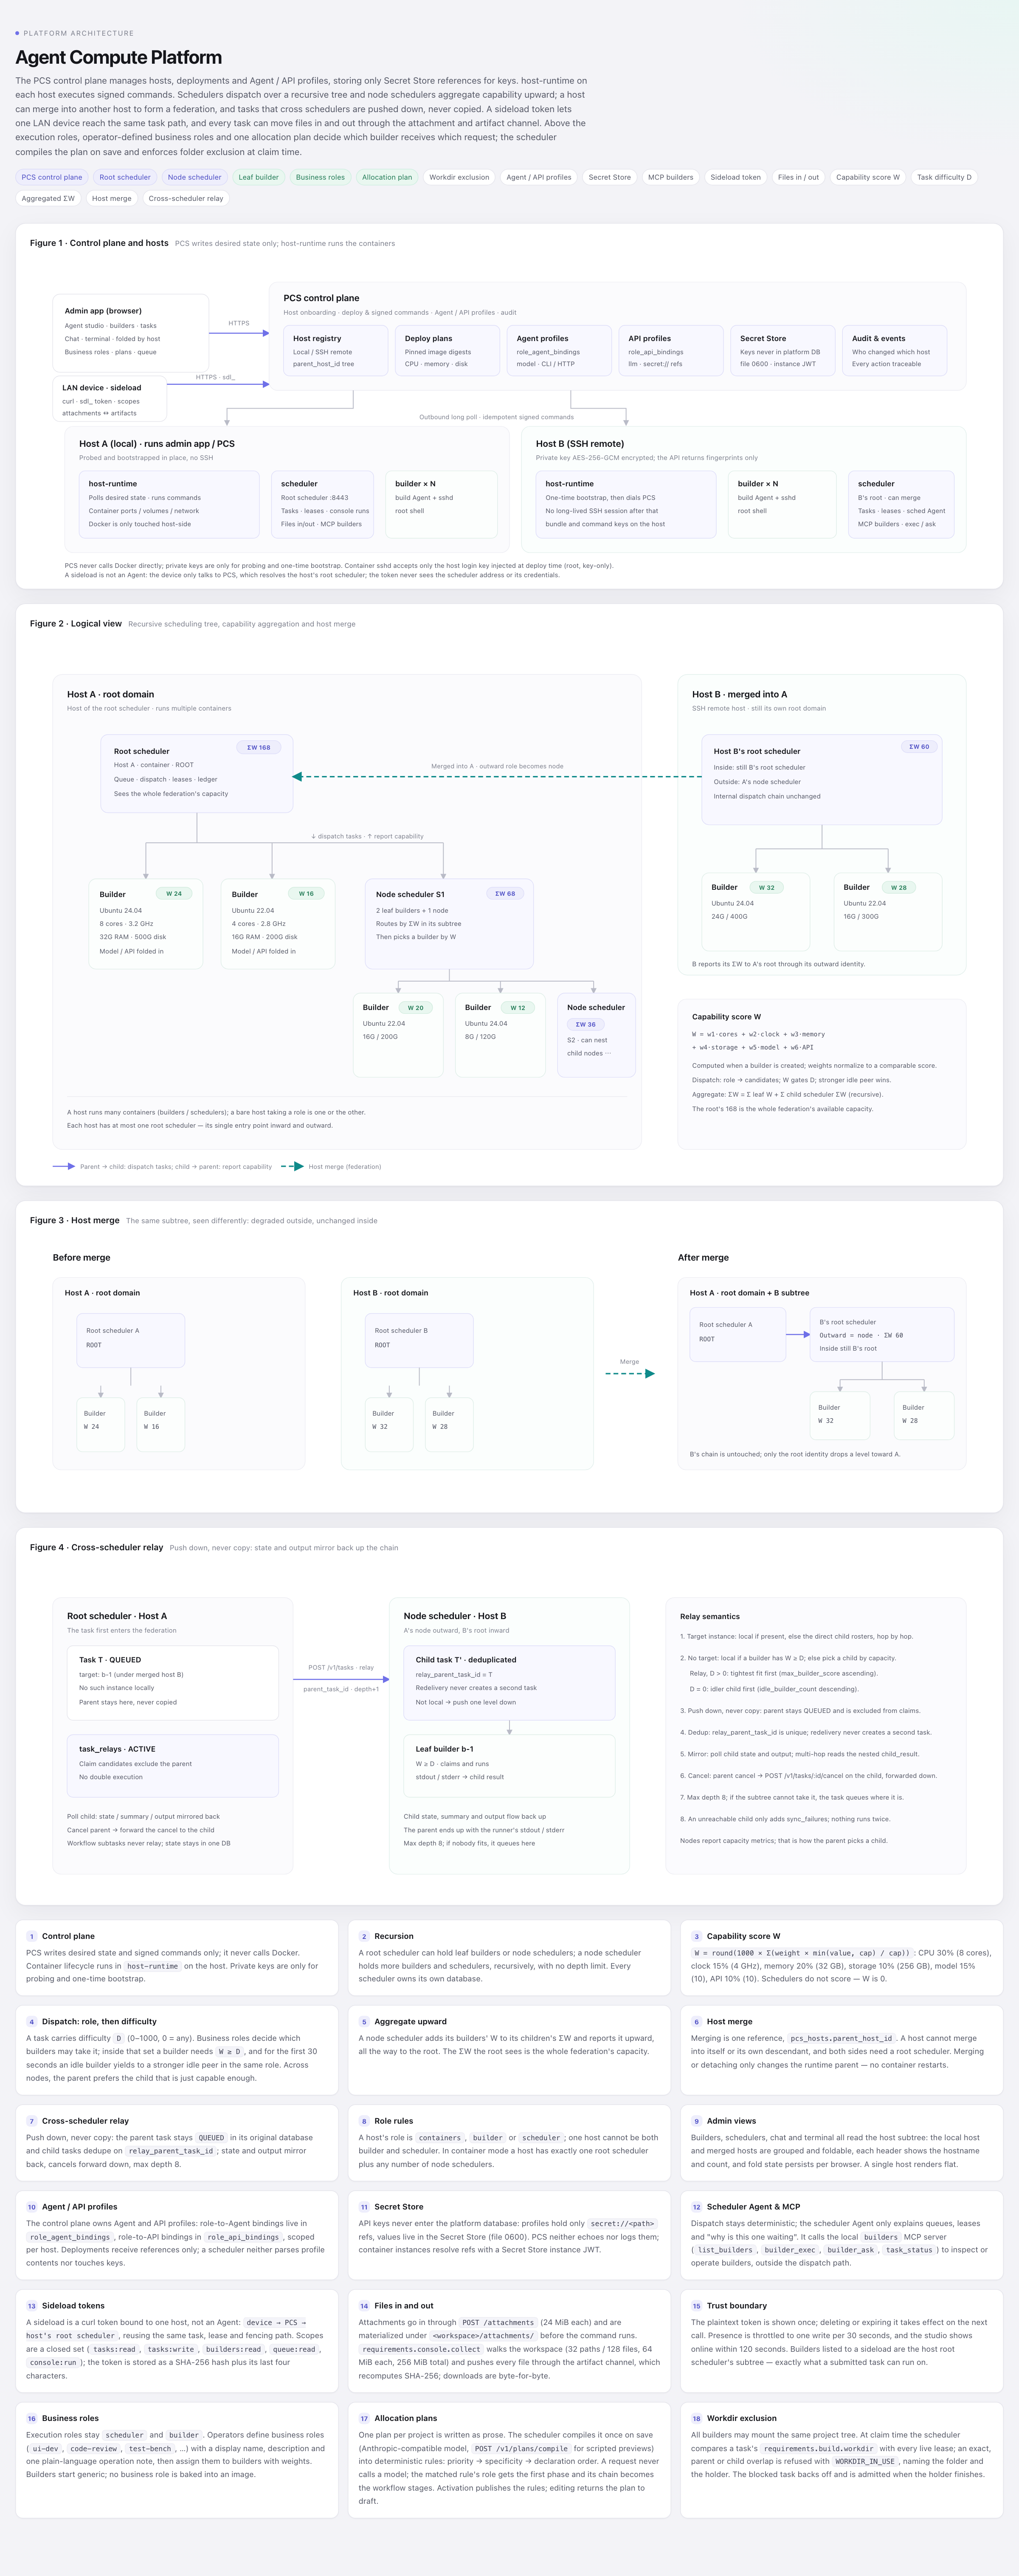 PLATFORM ARCHITECTURE
Agent Compute Platform
The PCS control plane manages hosts, deployments and Agent / API profiles, storing only Secret Store references for keys. host-runtime on
each host executes signed commands. Schedulers dispatch over a recursive tree and node schedulers aggregate capability upward; a host
can merge into another host to form a federation, and tasks that cross schedulers are pushed down, never copied. A sideload token lets
one LAN device reach the same task path, and every task can move files in and out through the attachment and artifact channel. Above the
execution roles, operator-defined business roles and one allocation plan decide which builder receives which request; the scheduler
compiles the plan on save and enforces folder exclusion at claim time.
PCS control plane Root scheduler Node scheduler Leaf builder Business roles Allocation plan Workdir exclusion Agent / API profiles Secret Store MCP builders Sideload token Files in / out Capability score W Task difficulty D
Aggregated ΣW Host merge Cross-scheduler relay
Figure 1 · Control plane and hosts PCS writes desired state only; host-runtime runs the containers
Admin app (browser)
Agent studio · builders · tasks
Chat · terminal · folded by host
Business roles · plans · queue
HTTPS
LAN device · sideload
curl · sdl_ token · scopes
attachments ↔ artifacts
HTTPS · sdl_
PCS control plane
Host onboarding · deploy & signed commands · Agent / API profiles · audit
Host registry
Local / SSH remote
parent_host_id tree
Deploy plans
Pinned image digests
CPU · memory · disk
Agent profiles
role_agent_bindings
model · CLI / HTTP
API profiles
role_api_bindings
llm · secret:// refs
Secret Store
Keys never in platform DB
file 0600 · instance JWT
Audit & events
Who changed which host
Every action traceable
Outbound long poll · idempotent signed commands
Host A (local) · runs admin app / PCS
Probed and bootstrapped in place, no SSH
host-runtime
Polls desired state · runs commands
Container ports / volumes / network
Docker is only touched host-side
scheduler
Root scheduler :8443
Tasks · leases · console runs
Files in/out · MCP builders
builder × N
build Agent + sshd
root shell
Host B (SSH remote)
Private key AES-256-GCM encrypted; the API returns fingerprints only
host-runtime
One-time bootstrap, then dials PCS
No long-lived SSH session after that
bundle and command keys on the host
builder × N
build Agent + sshd
root shell
scheduler
B's root · can merge
Tasks · leases · sched Agent
MCP builders · exec / ask
PCS never calls Docker directly; private keys are only for probing and one-time bootstrap. Container sshd accepts only the host login key injected at deploy time (root, key-only).
A sideload is not an Agent: the device only talks to PCS, which resolves the host's root scheduler; the token never sees the scheduler address or its credentials.
Figure 2 · Logical view Recursive scheduling tree, capability aggregation and host merge
Host A · root domain
Host of the root scheduler · runs multiple containers
Root scheduler ΣW 168
Host A · container · ROOT
Queue · dispatch · leases · ledger
Sees the whole federation's capacity
Merged into A · outward role becomes node
↓ dispatch tasks · ↑ report capability
Builder W 24
Ubuntu 24.04
8 cores · 3.2 GHz
32G RAM · 500G disk
Model / API folded in
Builder W 16
Ubuntu 22.04
4 cores · 2.8 GHz
16G RAM · 200G disk
Model / API folded in
Node scheduler S1 ΣW 68
2 leaf builders + 1 node
Routes by ΣW in its subtree
Then picks a builder by W
Builder W 20
Ubuntu 22.04
16G / 200G
Builder W 12
Ubuntu 24.04
8G / 120G
Node scheduler
ΣW 36
S2 · can nest
child nodes ···
A host runs many containers (builders / schedulers); a bare host taking a role is one or the other.
Each host has at most one root scheduler — its single entry point inward and outward.
Host B · merged into A
SSH remote host · still its own root domain
Host B's root scheduler ΣW 60
Inside: still B's root scheduler
Outside: A's node scheduler
Internal dispatch chain unchanged
Builder W 32
Ubuntu 24.04
24G / 400G
Builder W 28
Ubuntu 22.04
16G / 300G
B reports its ΣW to A's root through its outward identity.
Capability score W
W = w1·cores + w2·clock + w3·memory
+ w4·storage + w5·model + w6·API
Computed when a builder is created; weights normalize to a comparable score.
Dispatch: role → candidates; W gates D; stronger idle peer wins.
Aggregate: ΣW = Σ leaf W + Σ child scheduler ΣW (recursive).
The root's 168 is the whole federation's available capacity.
Parent → child: dispatch tasks; child → parent: report capability Host merge (federation)
Figure 3 · Host merge The same subtree, seen differently: degraded outside, unchanged inside
Before merge
Host A · root domain
Root scheduler A
ROOT
Builder
W 24
Builder
W 16
Host B · root domain
Root scheduler B
ROOT
Builder
W 32
Builder
W 28
Merge
After merge
Host A · root domain + B subtree
Root scheduler A
ROOT
B's root scheduler
Outward = node · ΣW 60
Inside still B's root
Builder
W 32
Builder
W 28
B's chain is untouched; only the root identity drops a level toward A.
Figure 4 · Cross-scheduler relay Push down, never copy: state and output mirror back up the chain
Root scheduler · Host A
The task first enters the federation
Task T · QUEUED
target: b-1 (under merged host B)
No such instance locally
Parent stays here, never copied
task_relays · ACTIVE
Claim candidates exclude the parent
No double execution
Poll child: state / summary / output mirrored back
Cancel parent → forward the cancel to the child
Workflow subtasks never relay; state stays in one DB
POST /v1/tasks · relay
parent_task_id · depth+1
Node scheduler · Host B
A's node outward, B's root inward
Child task T' · deduplicated
relay_parent_task_id = T
Redelivery never creates a second task
Not local → push one level down
Leaf builder b-1
W ≥ D · claims and runs
stdout / stderr → child result
Child state, summary and output flow back up
The parent ends up with the runner's stdout / stderr
Max depth 8; if nobody fits, it queues here
Relay semantics
1. Target instance: local if present, else the direct child rosters, hop by hop.
2. No target: local if a builder has W ≥ D; else pick a child by capacity.
Relay, D > 0: tightest fit first (max_builder_score ascending).
D = 0: idler child first (idle_builder_count descending).
3. Push down, never copy: parent stays QUEUED and is excluded from claims.
4. Dedup: relay_parent_task_id is unique; redelivery never creates a second task.
5. Mirror: poll child state and output; multi-hop reads the nested child_result.
6. Cancel: parent cancel → POST /v1/tasks/:id/cancel on the child, forwarded down.
7. Max depth 8; if the subtree cannot take it, the task queues where it is.
8. An unreachable child only adds sync_failures; nothing runs twice.
Nodes report capacity metrics; that is how the parent picks a child.
1 Control plane
PCS writes desired state and signed commands only; it never calls Docker.
Container lifecycle runs in host-runtime on the host. Private keys are only for
probing and one-time bootstrap.
2 Recursion
A root scheduler can hold leaf builders or node schedulers; a node scheduler
holds more builders and schedulers, recursively, with no depth limit. Every
scheduler owns its own database.
3 Capability score W
W = round(1000 × Σ(weight × min(value, cap) / cap)) : CPU 30% (8 cores),
clock 15% (4 GHz), memory 20% (32 GB), storage 10% (256 GB), model 15%
(10), API 10% (10). Schedulers do not score — W is 0.
4 Dispatch: role, then difficulty
A task carries difficulty D (0–1000, 0 = any). Business roles decide which
builders may take it; inside that set a builder needs W ≥ D , and for the first 30
seconds an idle builder yields to a stronger idle peer in the same role. Across
nodes, the parent prefers the child that is just capable enough.
5 Aggregate upward
A node scheduler adds its builders' W to its children's ΣW and reports it upward,
all the way to the root. The ΣW the root sees is the whole federation's capacity.
6 Host merge
Merging is one reference, pcs_hosts.parent_host_id . A host cannot merge
into itself or its own descendant, and both sides need a root scheduler. Merging
or detaching only changes the runtime parent — no container restarts.
7 Cross-scheduler relay
Push down, never copy: the parent task stays QUEUED in its original database
and child tasks dedupe on relay_parent_task_id ; state and output mirror
back, cancels forward down, max depth 8.
8 Role rules
A host's role is containers , builder or scheduler ; one host cannot be both
builder and scheduler. In container mode a host has exactly one root scheduler
plus any number of node schedulers.
9 Admin views
Builders, schedulers, chat and terminal all read the host subtree: the local host
and merged hosts are grouped and foldable, each header shows the hostname
and count, and fold state persists per browser. A single host renders flat.
10 Agent / API profiles
The control plane owns Agent and API profiles: role-to-Agent bindings live in
role_agent_bindings , role-to-API bindings in role_api_bindings , scoped
per host. Deployments receive references only; a scheduler neither parses profile
contents nor touches keys.
11 Secret Store
API keys never enter the platform database: profiles hold only secret://<path>
refs, values live in the Secret Store (file 0600). PCS neither echoes nor logs them;
container instances resolve refs with a Secret Store instance JWT.
12 Scheduler Agent & MCP
Dispatch stays deterministic; the scheduler Agent only explains queues, leases
and "why is this one waiting". It calls the local builders MCP server
( list_builders , builder_exec , builder_ask , task_status ) to inspect or
operate builders, outside the dispatch path.
13 Sideload tokens
A sideload is a curl token bound to one host, not an Agent: device → PCS →
host's root scheduler , reusing the same task, lease and fencing path. Scopes
are a closed set ( tasks:read , tasks:write , builders:read , queue:read ,
console:run ); the token is stored as a SHA-256 hash plus its last four
characters.
14 Files in and out
Attachments go in through POST /attachments (24 MiB each) and are
materialized under <workspace>/attachments/ before the command runs.
requirements.console.collect walks the workspace (32 paths / 128 files, 64
MiB each, 256 MiB total) and pushes every file through the artifact channel, which
recomputes SHA-256; downloads are byte-for-byte.
15 Trust boundary
The plaintext token is shown once; deleting or expiring it takes effect on the next
call. Presence is throttled to one write per 30 seconds, and the studio shows
online within 120 seconds. Builders listed to a sideload are the host root
scheduler's subtree — exactly what a submitted task can run on.
16 Business roles
Execution roles stay scheduler and builder . Operators define business roles
( ui-dev , code-review , test-bench , …) with a display name, description and
one plain-language operation note, then assign them to builders with weights.
Builders start generic; no business role is baked into an image.
17 Allocation plans
One plan per project is written as prose. The scheduler compiles it once on save
(Anthropic-compatible model, POST /v1/plans/compile for scripted previews)
into deterministic rules: priority → specificity → declaration order. A request never
calls a model; the matched rule's role gets the first phase and its chain becomes
the workflow stages. Activation publishes the rules; editing returns the plan to
draft.
18 Workdir exclusion
All builders may mount the same project tree. At claim time the scheduler
compares a task's requirements.build.workdir with every live lease; an exact,
parent or child overlap is refused with WORKDIR_IN_USE , naming the folder and
the holder. The blocked task backs off and is admitted when the holder finishes.